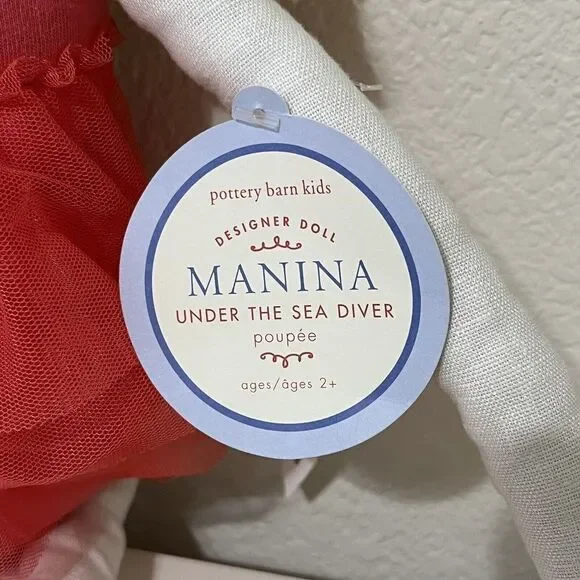 pottery barn kids
DESIGNER DOLL
MANINA
UNDER THE SEA DIVER
poupée
ages/âges 2+